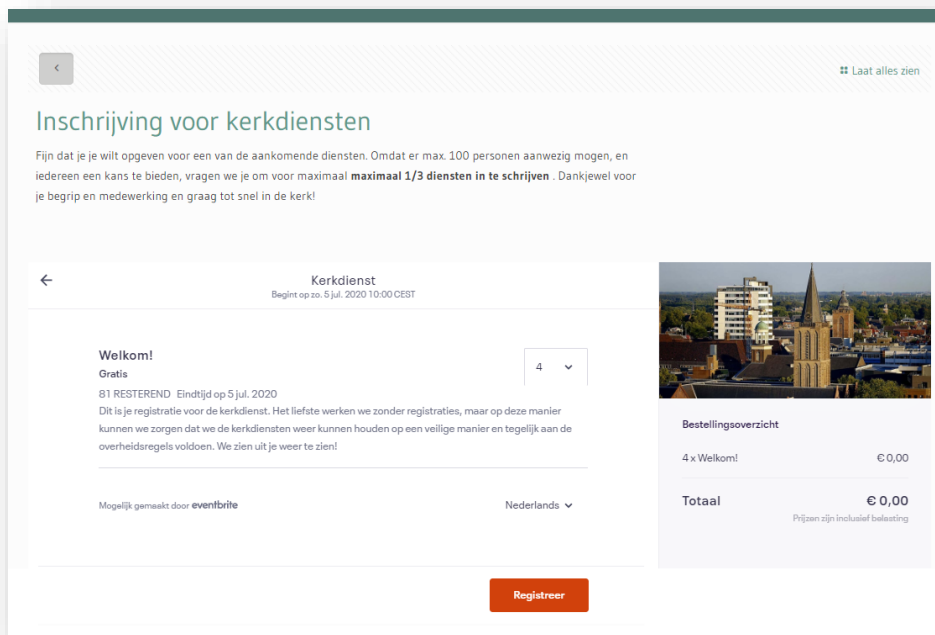 Laat alles zien
Inschrijving voor kerkdiensten
Fijn dat je je wilt opgeven voor een van de aankomende diensten. Omdat er max. 100 personen aanwezig mogen, en
iedereen een kans te bieden, vragen we je om voor maximaal maximaal 1/3 diensten in te schrijven . Dankjewel voor
je begrip en medewerking en graag tot snel in de kerk!
Kerkdienst
Begint op zo. 5 jul. 2020 10:00 CEST
Welkom!
Gratis
4
81 RESTEREND Eindtijd op 5 jul. 2020
Dit is je registratie voor de kerkdienst. Het liefste werken we zonder registraties, maar op deze manier
kunnen we zorgen dat we de kerkdiensten weer kunnen houden op een veilige manier en tegelijk aan de
overheidsregels voldoen. We zien uit je weer te zien!
Mogelijk gemaakt door eventbrite
Nederlands
Registreer
Bestellingsoverzicht
4 x Welkom! € 0,00
Totaal € 0,00
Prijzen zijn inclusief belasting